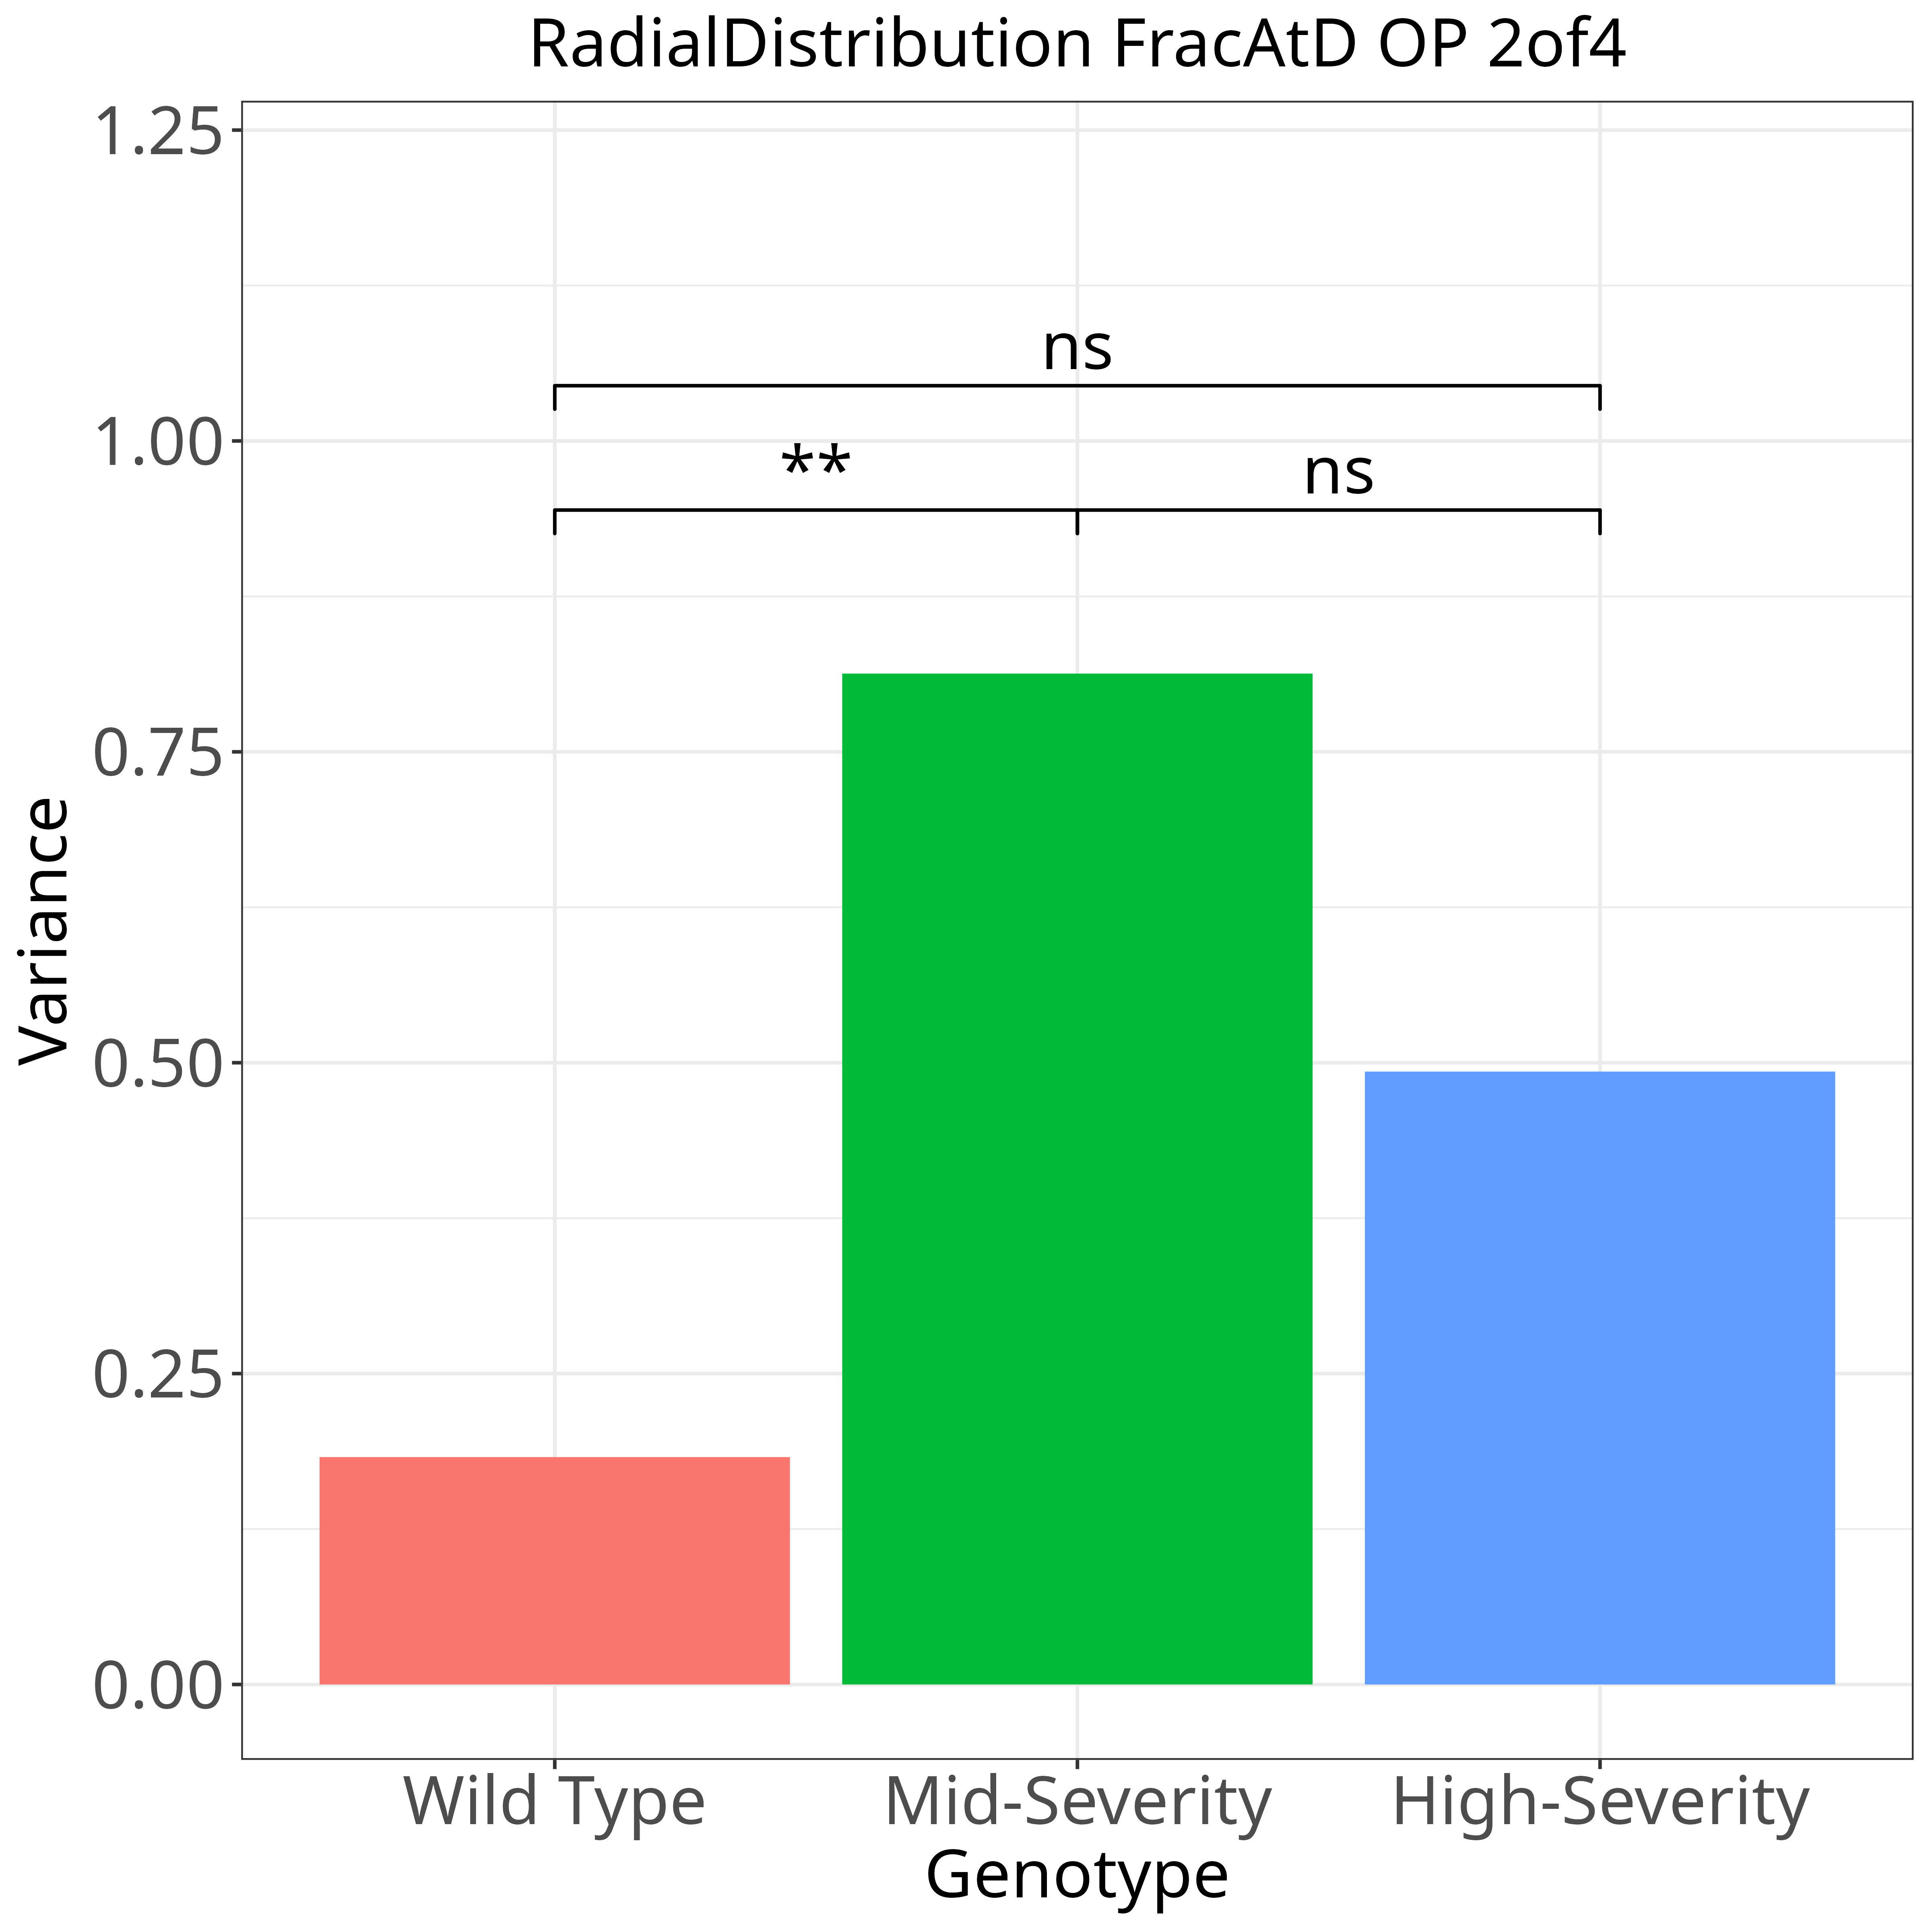 RadialDistribution FracAtD OP 2of4
1.25
1.00
0.75
0.50
0.25
0.00
Variance
ns
**
ns
Wild Type
Mid-Severity
High-Severity
Genotype